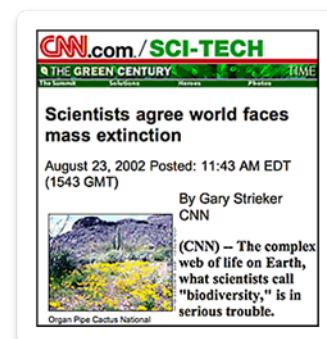 CNN.com./SCI-TECH
THE GREEN CENTURY TIME
The Summit Solutions Heroes Photos
Scientists agree world faces
mass extinction
August 23, 2002 Posted: 11:43 AM EDT
(1543 GMT)
By Gary Strieker
CNN
(CNN) -- The complex
web of life on Earth,
what scientists call
"biodiversity," is in
serious trouble.
Organ Pipe Cactus National